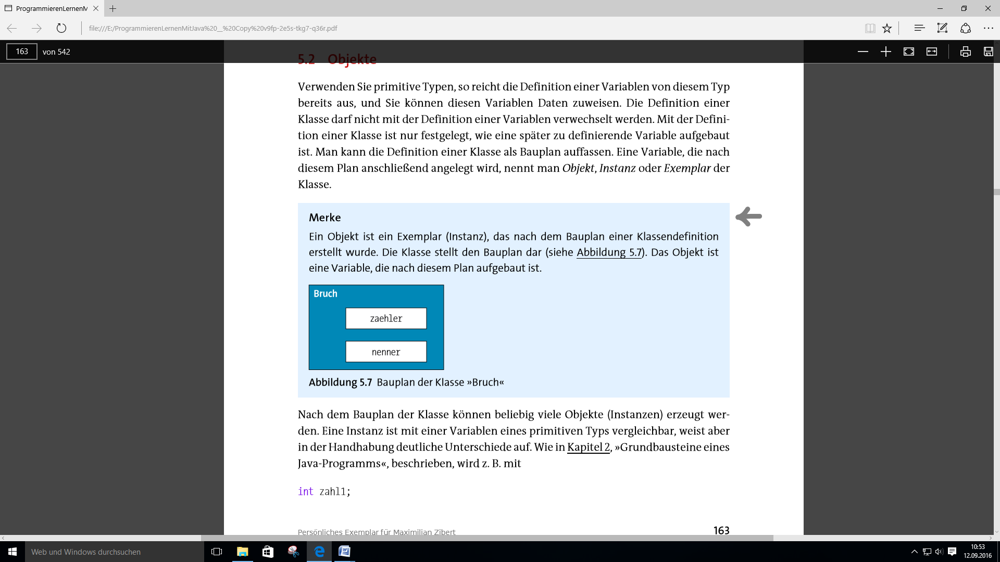 ProgrammierenLernenM
file:///E:/ProgrammierenLernenMitJava%20__%20Copy%20v9fp-2e5s-tkg7-q36r.pdf
163 von 542
5.2 Objekte
Verwenden Sie primitive Typen, so reicht die Definition einer Variablen von diesem Typ
bereits aus, und Sie können diesen Variablen Daten zuweisen. Die Definition einer
Klasse darf nicht mit der Definition einer Variablen verwechselt werden. Mit der Defini-
tion einer Klasse ist nur festgelegt, wie eine später zu definierende Variable aufgebaut
ist. Man kann die Definition einer Klasse als Bauplan auffassen. Eine Variable, die nach
diesem Plan anschließend angelegt wird, nennt man Objekt, Instanz oder Exemplar der
Klasse.
Merke
Ein Objekt ist ein Exemplar (Instanz), das nach dem Bauplan einer Klassendefinition
erstellt wurde. Die Klasse stellt den Bauplan dar (siehe Abbildung 5.7). Das Objekt ist
eine Variable, die nach diesem Plan aufgebaut ist.
Bruch
zaehler
nenner
Abbildung 5.7 Bauplan der Klasse »Bruch«
Nach dem Bauplan der Klasse können beliebig viele Objekte (Instanzen) erzeugt wer-
den. Eine Instanz ist mit einer Variablen eines primitiven Typs vergleichbar, weist aber
in der Handhabung deutliche Unterschiede auf. Wie in Kapitel 2, »Grundbausteine eines
Java-Programms«, beschrieben, wird z. B. mit
int zahl1;
Persönliches Exemplar für Maximilian Zibert
163
Web und Windows durchsuchen
10:53
12.09.2016